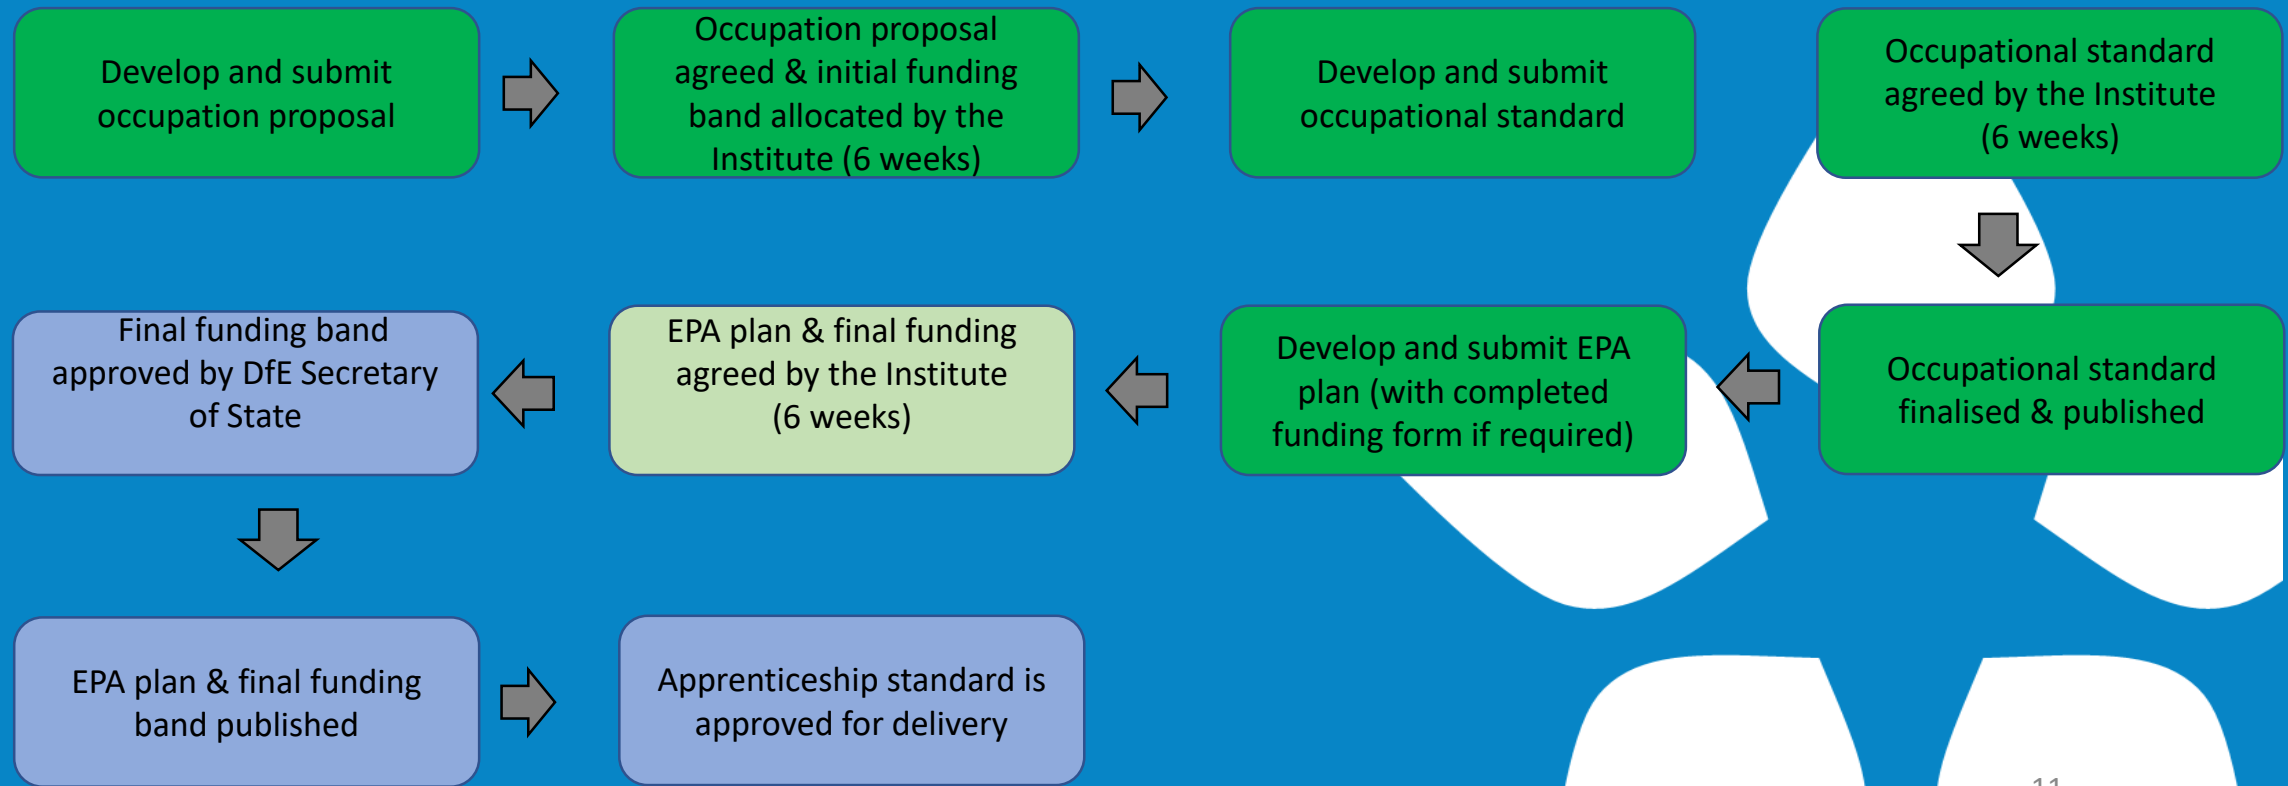 Develop and submit
occupation proposal
Occupation proposal
agreed & initial funding
band allocated by the
Institute (6 weeks)
Develop and submit
occupational standard
Occupational standard
agreed by the Institute
(6 weeks)
Occupational standard
finalised & published
Develop and submit EPA
plan (with completed
funding form if required)
EPA plan & final funding
agreed by the Institute
(6 weeks)
Final funding band
approved by DfE Secretary
of State
EPA plan & final funding
band published
Apprenticeship standard is
approved for delivery
11